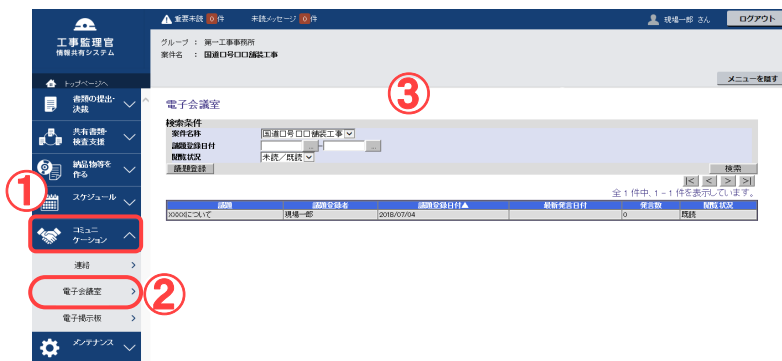 工事監理官
情報共有システム
重要未読 0 件 未読メッセージ 0 件
現場一郎 さん
ログアウト
グループ : 第一工事事務所
案件名 : 国道口号口口舗装工事
トップページへ
メニューを隠す
書類の提出・
決裁
共有書類・
検査支援
納品物等を
作る
スケジュール
①
コミュニ
ケーション
連絡
電子会議室
②
電子掲示板
メンテナンス
電子会議室
③
検索条件
案件名称 国道口号口口舗装工事
議題登録日付 ... - ...
閲覧状況 未読/既読
議題登録
検索
|< < > >|
全1件中, 1 - 1 件を表示しています。
議題 議題登録者 議題登録日付▲ 最新発言日付 発言数 閲覧状況
XXXXについて 現場一郎 2018/07/04 0 既読